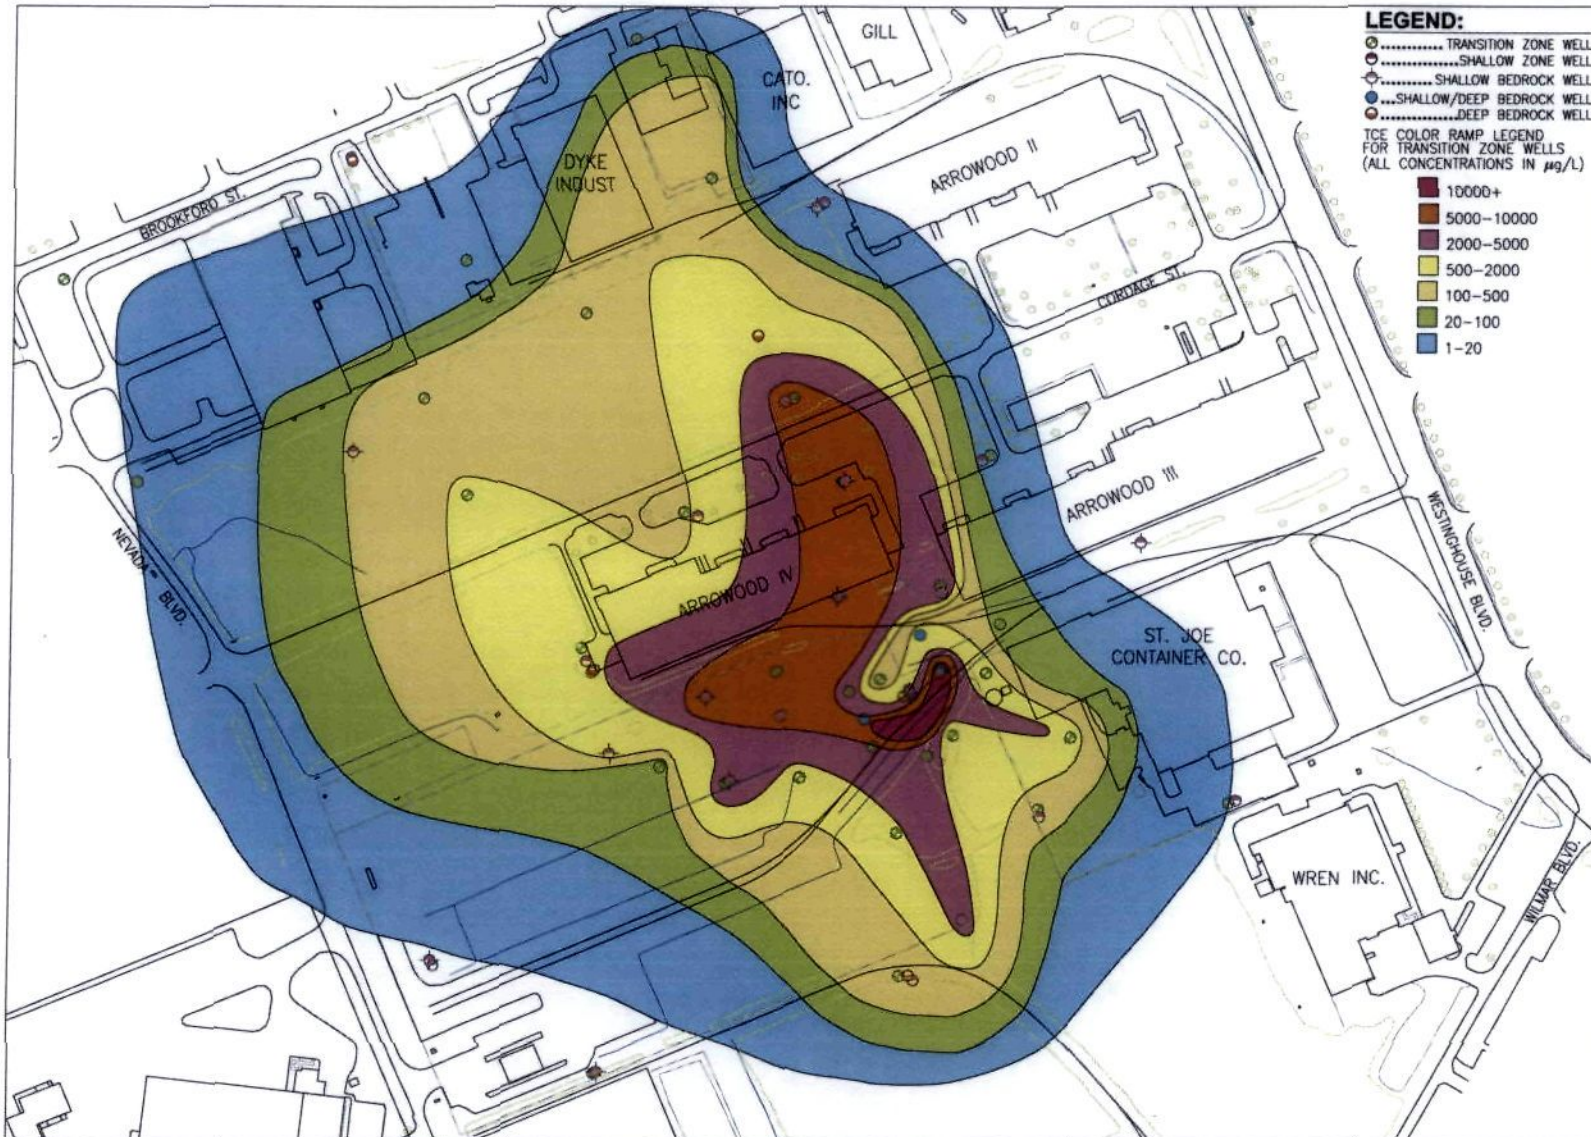 LEGEND:
............ TRANSITION ZONE WELL
..............SHALLOW ZONE WELL
......... SHALLOW BEDROCK WELL
...SHALLOW/DEEP BEDROCK WELL
..............DEEP BEDROCK WELL
TCE COLOR RAMP LEGEND
FOR TRANSITION ZONE WELLS
(ALL CONCENTRATIONS IN µg/L)
10000+
5000-10000
2000-5000
500-2000
100-500
20-100
1-20
GILL
CATO.
INC
DYKE
INDUST
ARROWOOD II
BROOKFORD ST.
CORDAGE ST.
ARROWOOD III
WESTINGHOUSE BLVD.
NEVADA BLVD.
ARROWOOD IV
ST. JOE
CONTAINER CO.
WREN INC.
WILMAR BLVD.